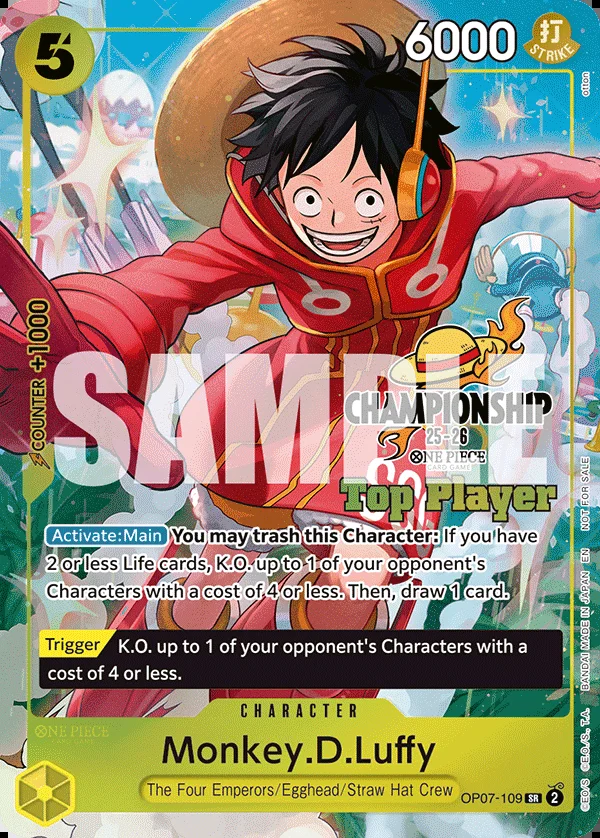 5
6000
打
STRIKE
otton
COUNTER +1000
SAMPLE
CHAMPIONSHIP
25-26
ONE PIECE
CARD GAME
Top Player
Activate:Main You may trash this Character: If you have
2 or less Life cards, K.O. up to 1 of your opponent's
Characters with a cost of 4 or less. Then, draw 1 card.
Trigger K.O. up to 1 of your opponent's Characters with a
cost of 4 or less.
CHARACTER
ONE PIECE
Monkey.D.Luffy
The Four Emperors/Egghead/Straw Hat Crew
OP07-109 SR 2
©E.O/S, T.A. BANDAI MADE IN JAPAN EN NOT FOR SALE